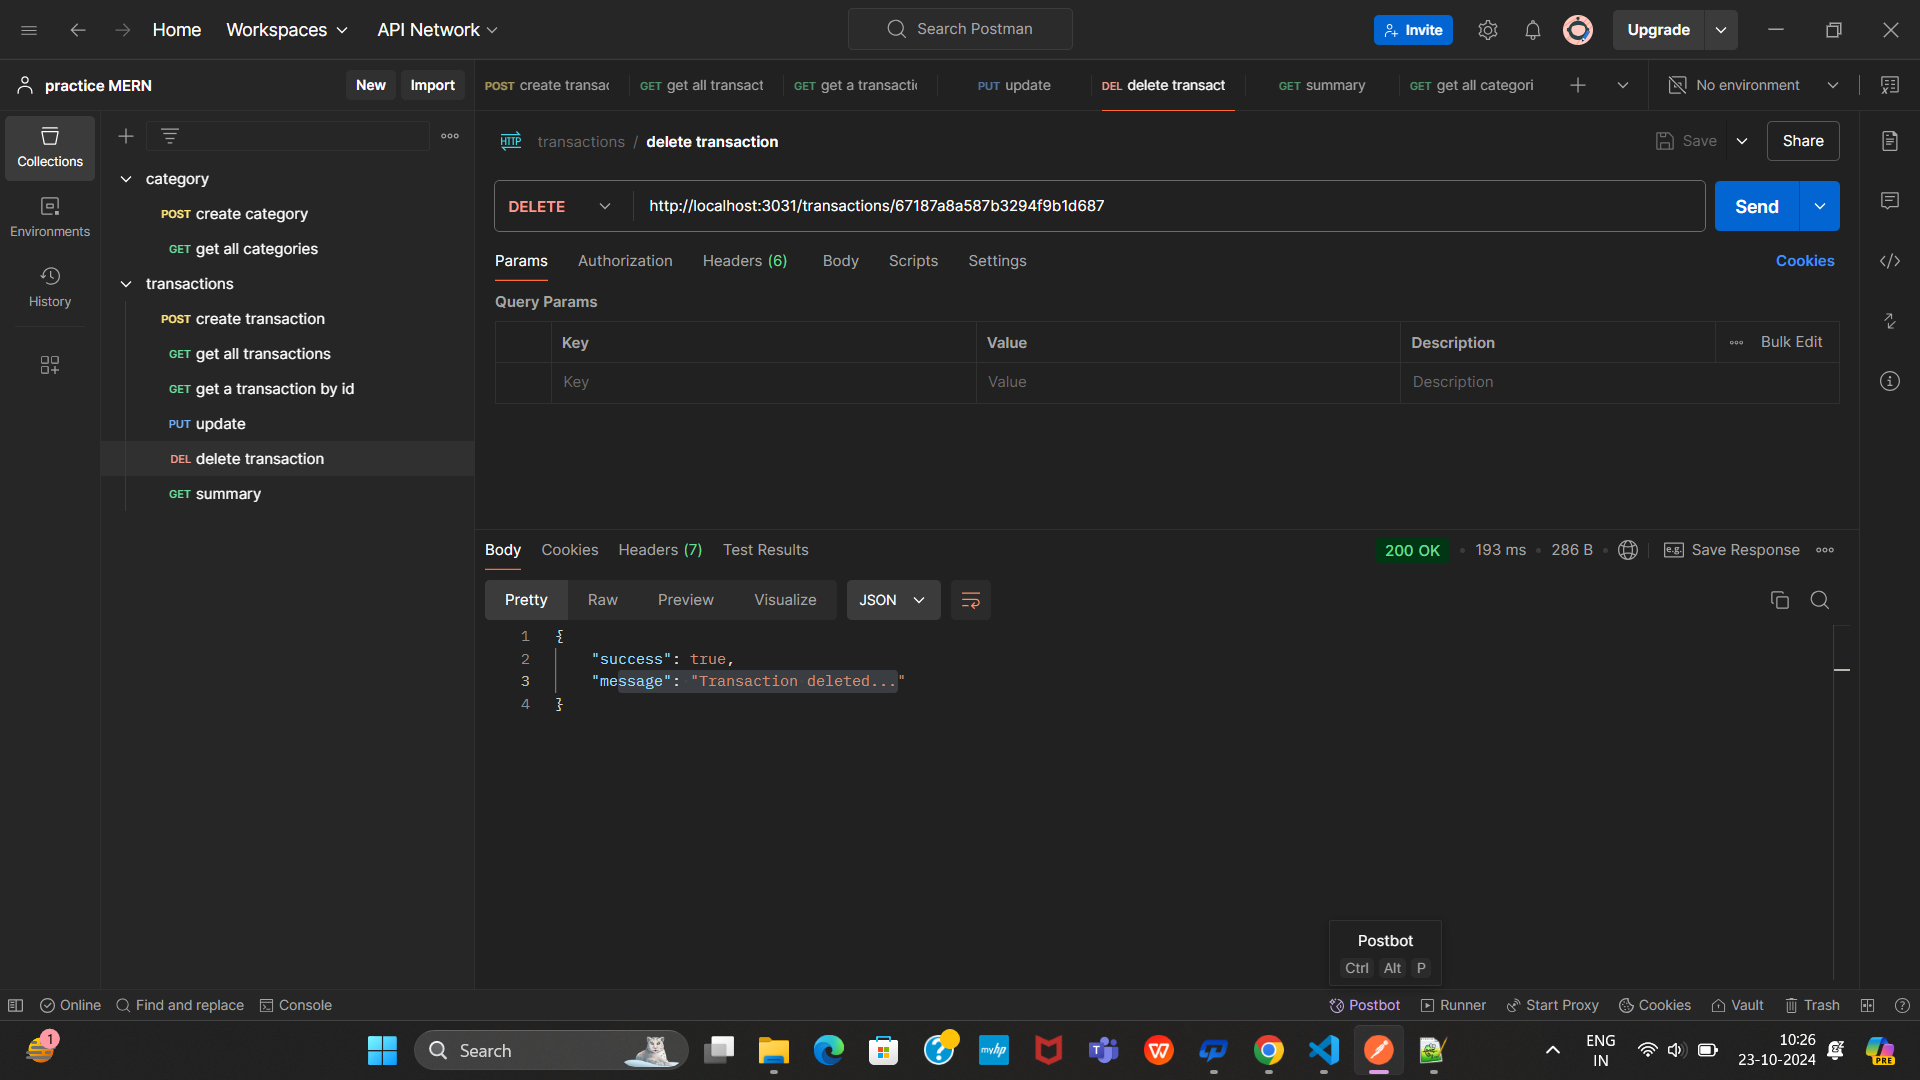 Home Workspaces API Network Search Postman Invite Upgrade
practice MERN New Import POST create transac GET get all transact GET get a transactic PUT update DEL delete transact GET summary GET get all categori No environment
Collections
Environments
History
category
POST create category
GET get all categories
transactions
POST create transaction
GET get all transactions
GET get a transaction by id
PUT update
DEL delete transaction
GET summary
HTTP transactions / delete transaction Save Share
DELETE http://localhost:3031/transactions/67187a8a587b3294f9b1d687 Send
Params Authorization Headers (6) Body Scripts Settings Cookies
Query Params
Key Value Description Bulk Edit
Key Value Description
Body Cookies Headers (7) Test Results 200 OK 193 ms 286 B e.g. Save Response
Pretty Raw Preview Visualize JSON
1 {
2 "success": true,
3 "message": "Transaction deleted..."
4 }
Postbot
Ctrl Alt P
Online Find and replace Console Postbot Runner Start Proxy Cookies Vault Trash
1 Search myhp ENG 10:26
IN 23-10-2024 PRE